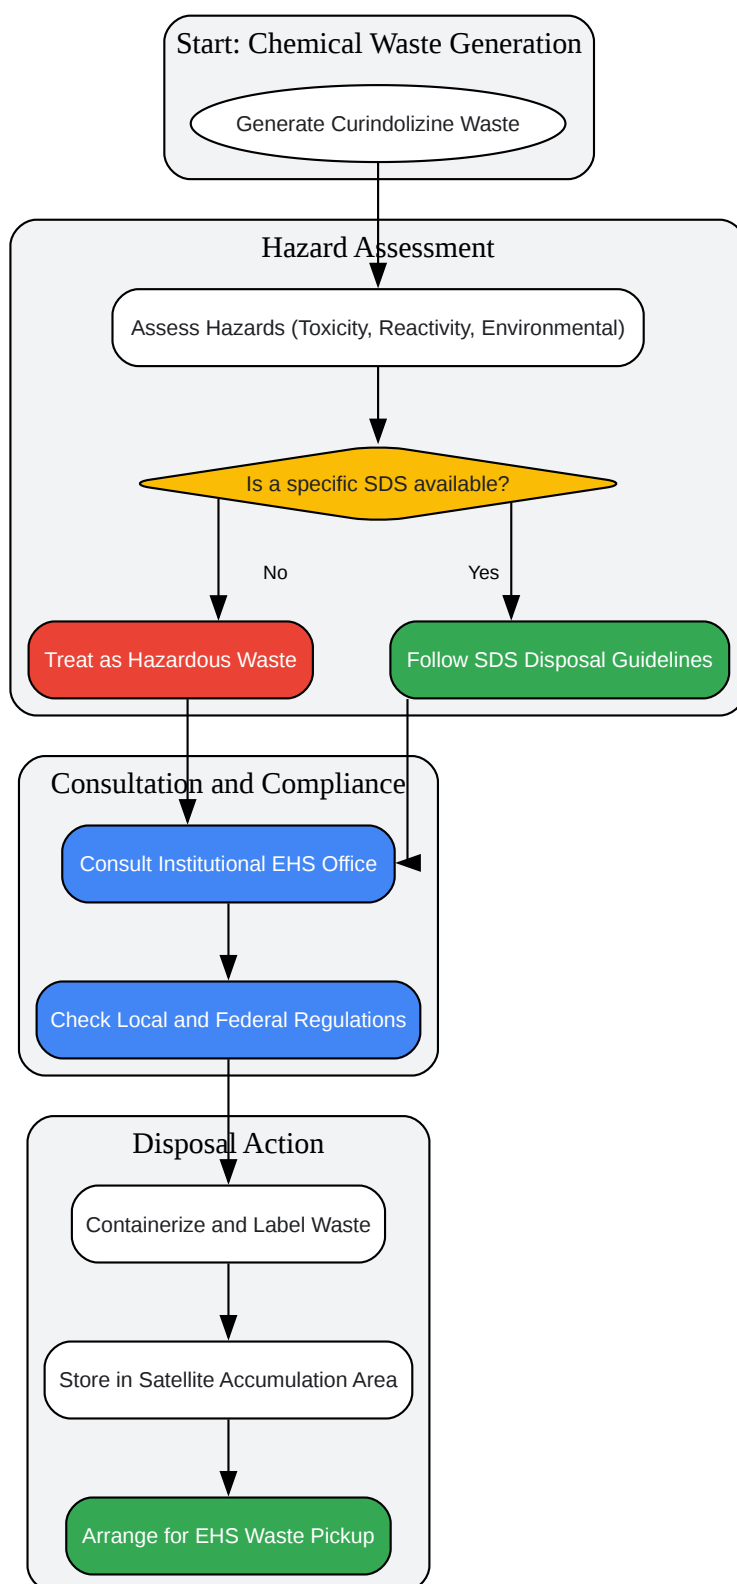 Start: Chemical Waste Generation
Generate Curindolizine Waste
Hazard Assessment
Assess Hazards (Toxicity, Reactivity, Environmental)
Is a specific SDS available?
No
Yes
Treat as Hazardous Waste
Follow SDS Disposal Guidelines
Consultation and Compliance
Consult Institutional EHS Office
Check Local and Federal Regulations
Disposal Action
Containerize and Label Waste
Store in Satellite Accumulation Area
Arrange for EHS Waste Pickup